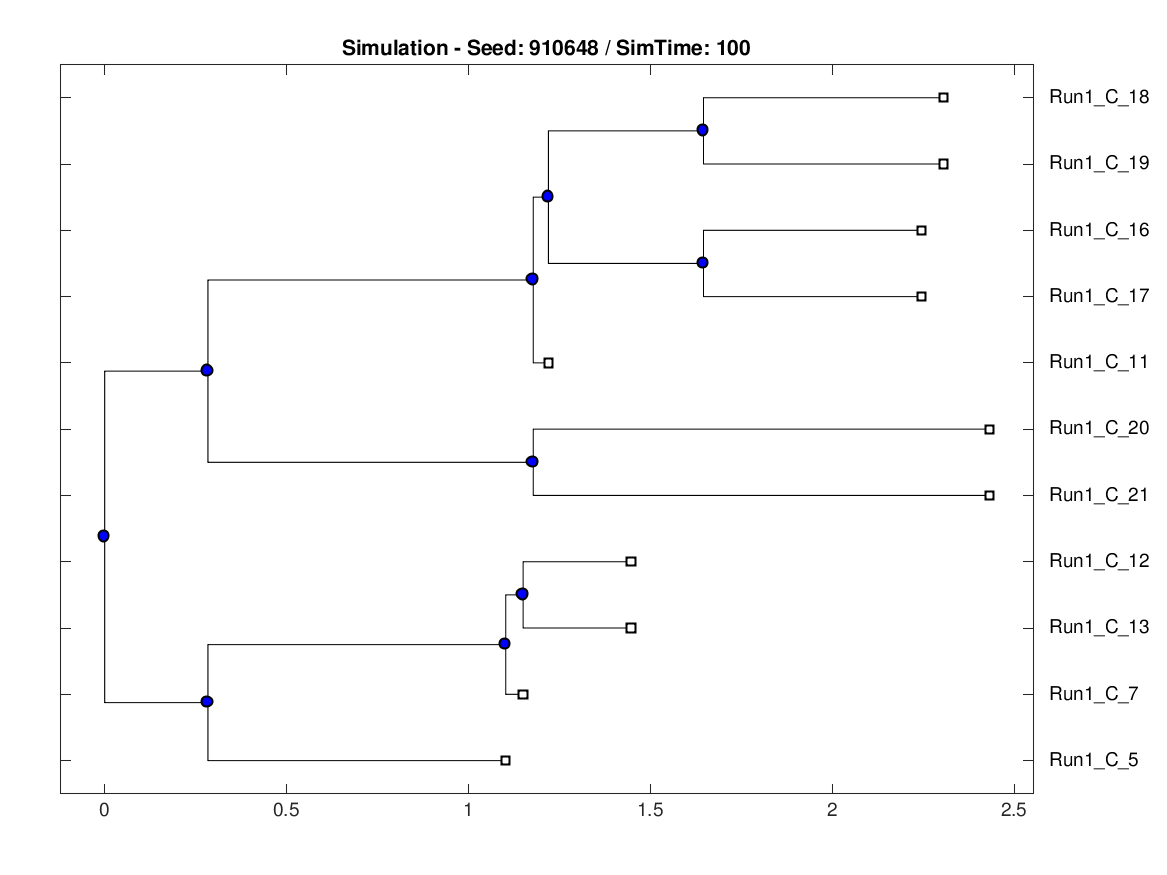 Simulation - Seed: 910648 / SimTime: 100
Run1_C_18
Run1_C_19
Run1_C_16
Run1_C_17
Run1_C_11
Run1_C_20
Run1_C_21
Run1_C_12
Run1_C_13
Run1_C_7
Run1_C_5
0 0.5 1 1.5 2 2.5